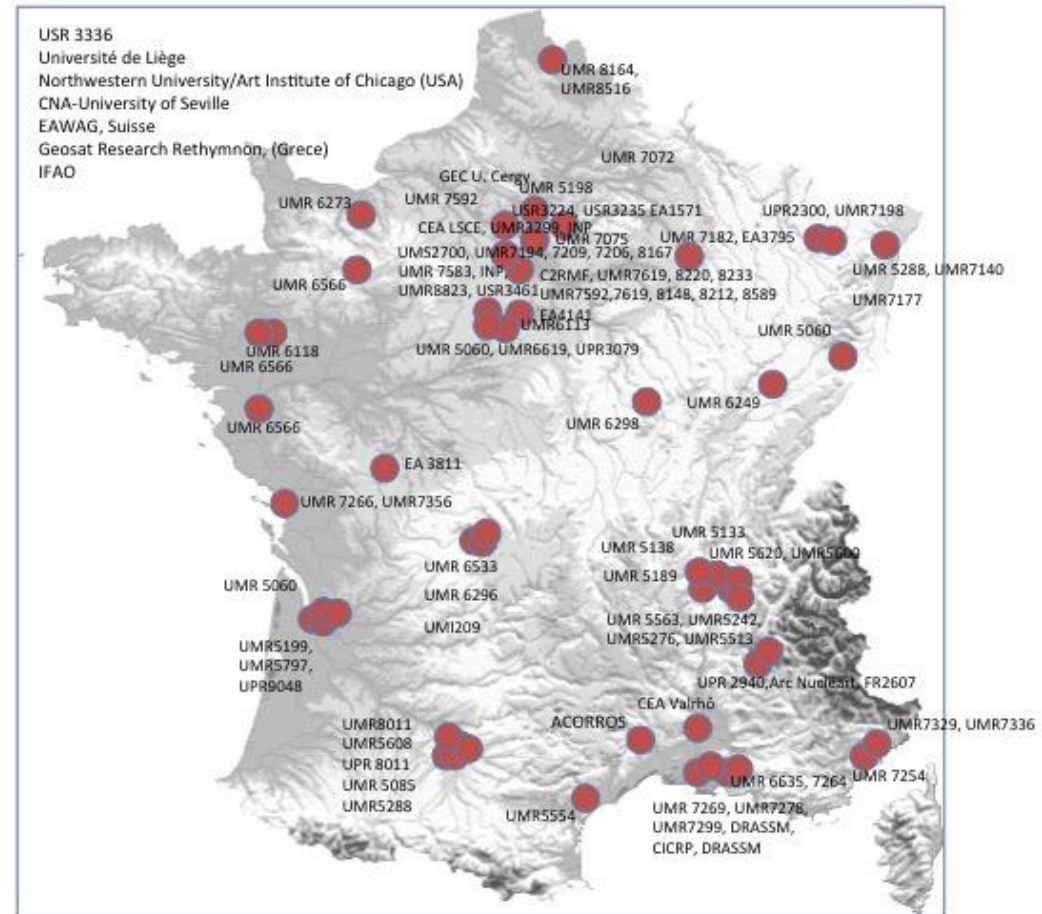 USR 3336
Université de Liège
Northwestern University/Art Institute of Chicago (USA)
CNA-University of Seville
EAWAG, Suisse
Geosat Research Rethymnon, (Grece)
IFAO
UMR 8164,
UMR8516
UMR 7072
GEC U. Cergy
UMR 5198
UMR 7592
UMR 6273
USR3224, USR3235 EA1571
UPR2300, UMR7198
CEA LSCE, UMR3299, INP
UMR 7075
UMR 7182, EA3795
UMS2700, UMR7194, 7209, 7206, 8167
UMR 5288, UMR7140
UMR 7583, INP,
C2RMF, UMR7619, 8220, 8233
UMR 6566
UMR8823, USR3461
UMR7592,7619, 8148, 8212, 8589
UMR7177
EA4141
UMR6113
UMR 5060
UMR 6118
UMR 5060, UMR6619, UPR3079
UMR 6566
UMR 6249
UMR 6298
UMR 6566
EA 3811
UMR 7266, UMR7356
UMR 5133
UMR 5138
UMR 5620, UMR5600
UMR 6533
UMR 5189
UMR 5060
UMR 6296
UMR 5563, UMR5242,
UMI209
UMR5276, UMR5513
UMR5199,
UMR5797,
UPR9048
UPR 2940,Arc Nucleart, FR2607
CEA Valrhô
ACORROS
UMR8011
UMR7329, UMR7336
UMR5608
UPR 8011
UMR 7254
UMR 6635, 7264
UMR 5085
UMR5288
UMR5554
UMR 7269, UMR7278,
UMR7299, DRASSM,
CICRP, DRASSM